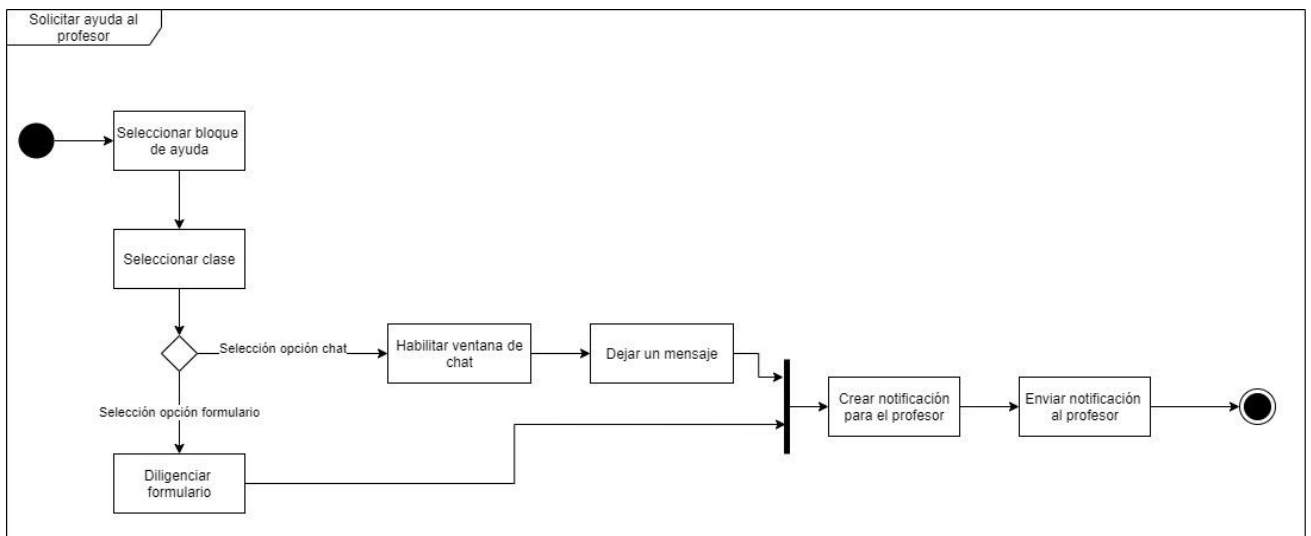 Solicitar ayuda al
profesor
Seleccionar bloque
de ayuda
Seleccionar clase
Selección opción chat
Habilitar ventana de
chat
Dejar un mensaje
Crear notificación
para el profesor
Enviar notificación
al profesor
Selección opción formulario
Diligenciar
formulario